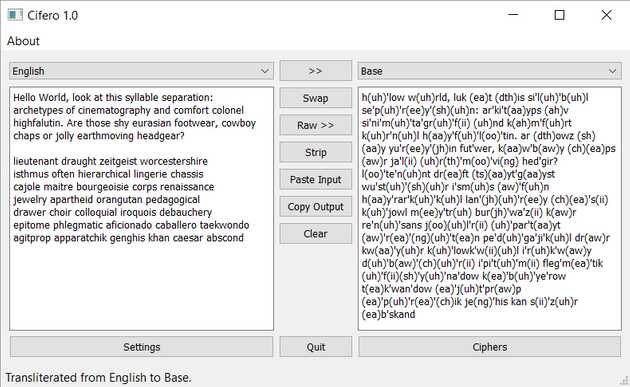 Cifero 1.0
About
English
>>
Base
Hello World, look at this syllable separation:
archetypes of cinematography and comfort colonel
highfalutin. Are those shy eurasian footwear, cowboy
chaps or jolly earthmoving headgear?
lieutenant draught zeitgeist worcestershire
isthmus often hierarchical lingerie chassis
cajole maitre bourgeoisie corps renaissance
jewelry apartheid orangutan pedagogical
drawer choir colloquial iroquois debauchery
epitome phlegmatic aficionado caballero taekwondo
agitprop apparatchik genghis khan caesar abscond
Swap
Raw >>
Strip
Paste Input
Copy Output
Clear
h(uh)'low w(uh)rld, luk (ea)t (dth)is si'l(uh)'b(uh)l
se'p(uh)'r(ee)y'(sh)(uh)n: ar'ki't(aa)yps (ah)v
si'ni'm(uh)'ta'gr(uh)'f(ii) (uh)nd k(ah)m'f(uh)rt
k(uh)r'n(uh)l h(aa)y'f(uh)'l(oo)'tin. ar (dth)owz (sh)
(aa)y yu'r(ee)y'(jh)in fut'wer, k(aa)w'b(aw)y (ch)(ea)ps
(aw)r ja'l(ii) (uh)r(th)'m(oo)'vi(ng) hed'gir?
l(oo)'te'n(uh)nt dr(ea)ft (ts)(aa)yt'g(aa)yst
wu'st(uh)'(sh)(uh)r i'sm(uh)s (aw)'f(uh)n
h(aa)y'rar'k(uh)'k(uh)l lan'(jh)(uh)'r(ee)y (ch)(ea)'s(ii)
k(uh)'jowl m(ee)y'tr(uh) bur(jh)'wa'z(ii) k(aw)r
re'n(uh)'sans j(oo)(uh)l'r(ii) (uh)'par't(aa)yt
(aw)'r(ea)'(ng)(uh)'t(ea)n pe'd(uh)'ga'ji'k(uh)l dr(aw)r
kw(aa)'y(uh)r k(uh)'lowk'w(ii)(uh)l i'r(uh)k'w(aw)y
d(uh)'b(aw)'(ch)(uh)'r(ii) i'pi't(uh)'m(ii) fleg'm(ea)'tik
(uh)'f(ii)(sh)'y(uh)'na'dow k(ea)'b(uh)'ye'row
t(ea)k'wan'dow (ea)'j(uh)t'pr(aw)p
(ea)'p(uh)'r(ea)'(ch)ik je(ng)'his kan s(ii)'z(uh)r
(ea)b'skand
Settings
Quit
Ciphers
Transliterated from English to Base.